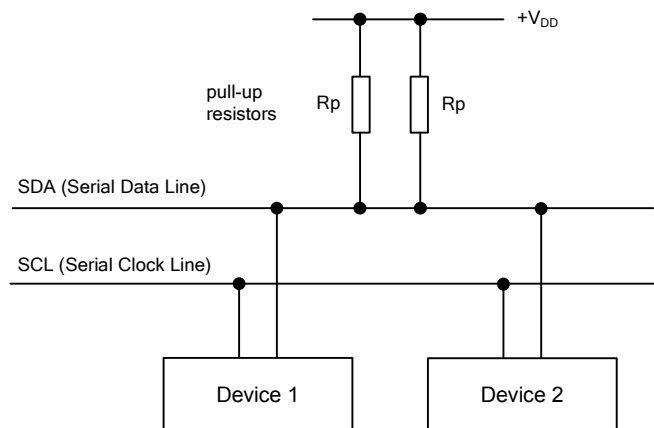 +VDD
pull-up
resistors
Rp
Rp
SDA (Serial Data Line)
SCL (Serial Clock Line)
Device 1
Device 2